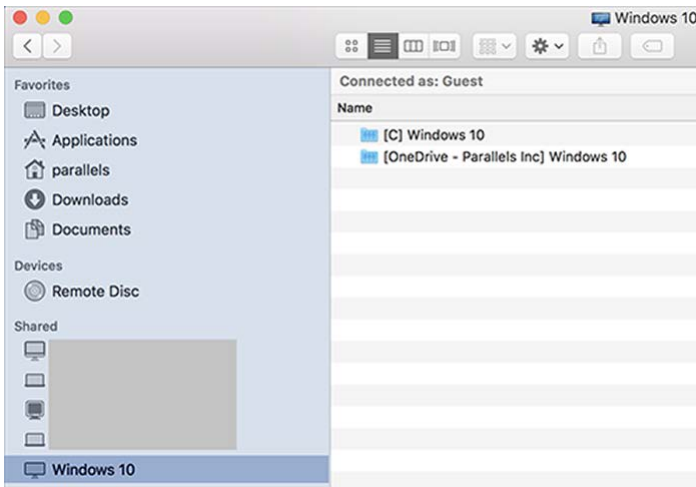 Windows 10
Favorites
Desktop
Applications
parallels
Downloads
Documents
Devices
Remote Disc
Shared
Windows 10
Connected as: Guest
Name
[C] Windows 10
[OneDrive - Parallels Inc] Windows 10